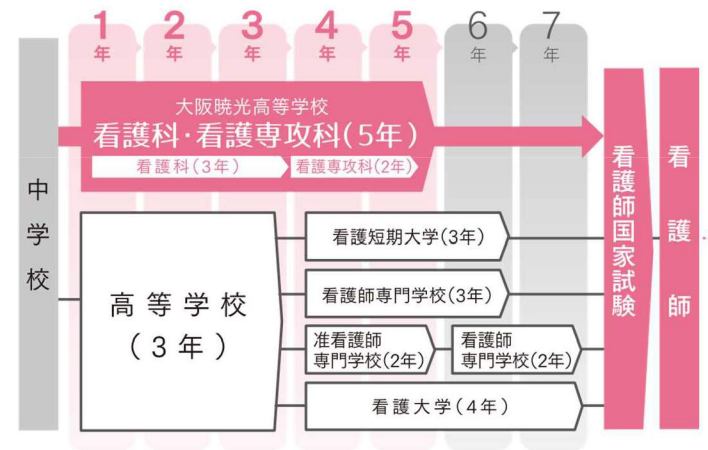 1年
2年
3年
4年
5年
6年
7年
中学校
大阪暁光高等学校
看護科・看護専攻科(5年)
看護科(3年)
看護専攻科(2年)
高等学校
(3年)
看護短期大学(3年)
看護師専門学校(3年)
准看護師
専門学校(2年)
看護師
専門学校(2年)
看護大学(4年)
看護師国家試験
看護師